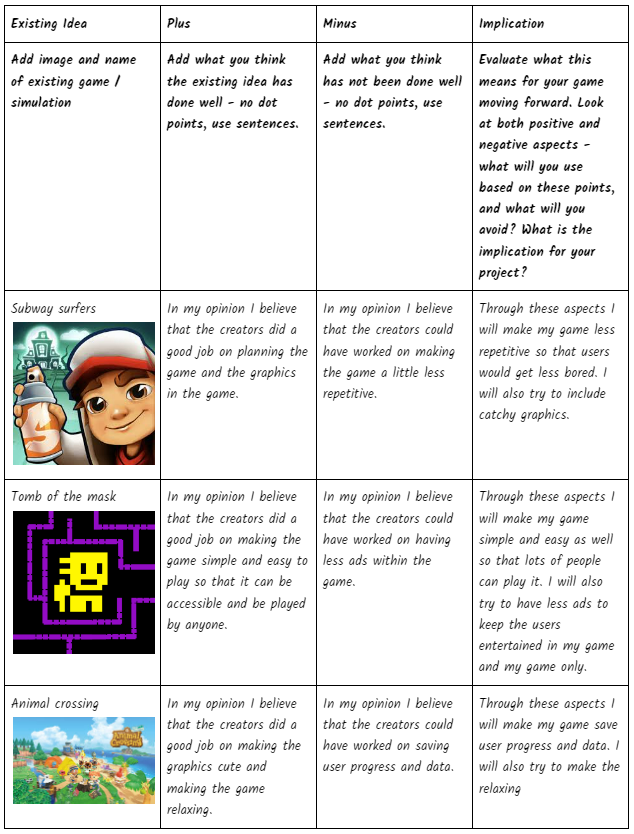 Existing Idea
Plus
Minus
Implication
Add image and name
of existing game /
simulation
Add what you think
the existing idea has
done well - no dot
points, use sentences.
Add what you think
has not been done well
- no dot points, use
sentences.
Evaluate what this
means for your game
moving forward. Look
at both positive and
negative aspects -
what will you use
based on these points,
and what will you
avoid? What is the
implication for your
project?
Subway surfers
In my opinion I believe
that the creators did a
good job on planning the
game and the graphics
in the game.
In my opinion I believe
that the creators could
have worked on making
the game a little less
repetitive.
Through these aspects I
will make my game less
repetitive so that users
would get less bored. I
will also try to include
catchy graphics.
Tomb of the mask
In my opinion I believe
that the creators did a
good job on making the
game simple and easy to
play so that it can be
accessible and be played
by anyone.
In my opinion I believe
that the creators could
have worked on having
less ads within the
game.
Through these aspects I
will make my game
simple and easy as well
so that lots of people
can play it. I will also
try to have less ads to
keep the users
entertained in my game
and my game only.
Animal crossing
Animal
Crossing
In my opinion I believe
that the creators did a
good job on making the
graphics cute and
making the game
relaxing.
In my opinion I believe
that the creators could
have worked on saving
user progress and data.
Through these aspects I
will make my game save
user progress and data. I
will also try to make the
relaxing